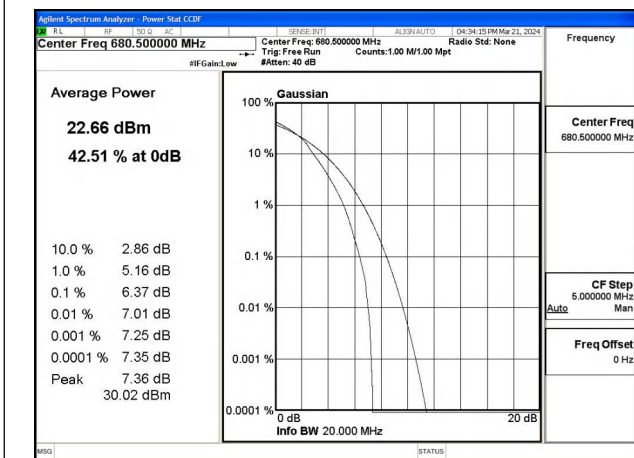 Agilent Spectrum Analyzer - Power Stat CCDF
RL RF 50 Ω AC SENSE:INT ALIGNAUTO 04:34:15 PM Mar 21, 2024
Center Freq 680.500000 MHz
Center Freq: 680.500000 MHz Radio Std: None
Trig: Free Run Counts:1.00 M/1.00 Mpt
#IFGain:Low #Atten: 40 dB
Frequency
Average Power
22.66 dBm
42.51 % at 0dB
10.0 % 2.86 dB
1.0 % 5.16 dB
0.1 % 6.37 dB
0.01 % 7.01 dB
0.001 % 7.25 dB
0.0001 % 7.35 dB
Peak 7.36 dB
30.02 dBm
Gaussian
100 %
10 %
1 %
0.1 %
0.01 %
0.001 %
0.0001 %
0 dB 20 dB
Info BW 20.000 MHz
Center Freq
680.500000 MHz
CF Step
5.000000 MHz
Auto Man
Freq Offset
0 Hz
MSG STATUS